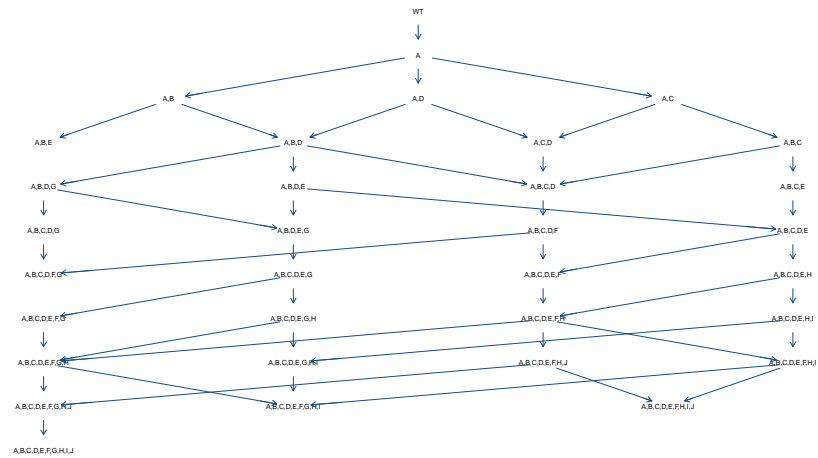 WT
A
A,B
A,D
A,C
A,B,E
A,B,D
A,C,D
A,B,C
A,B,D,G
A,B,D,E
A,B,C,D
A,B,C,E
A,B,C,D,G
A,B,D,E,G
A,B,C,D,F
A,B,C,D,E
A,B,C,D,F,G
A,B,C,D,E,G
A,B,C,D,E,F
A,B,C,D,E,H
A,B,C,D,E,F,G
A,B,C,D,E,G,H
A,B,C,D,E,F,H
A,B,C,D,E,H,I
A,B,C,D,E,F,G,H
A,B,C,D,E,G,H,I
A,B,C,D,E,F,H,J
A,B,C,D,E,F,H,I
A,B,C,D,E,F,G,H,J
A,B,C,D,E,F,G,H,I
A,B,C,D,E,F,H,I,J
A,B,C,D,E,F,G,H,I,J